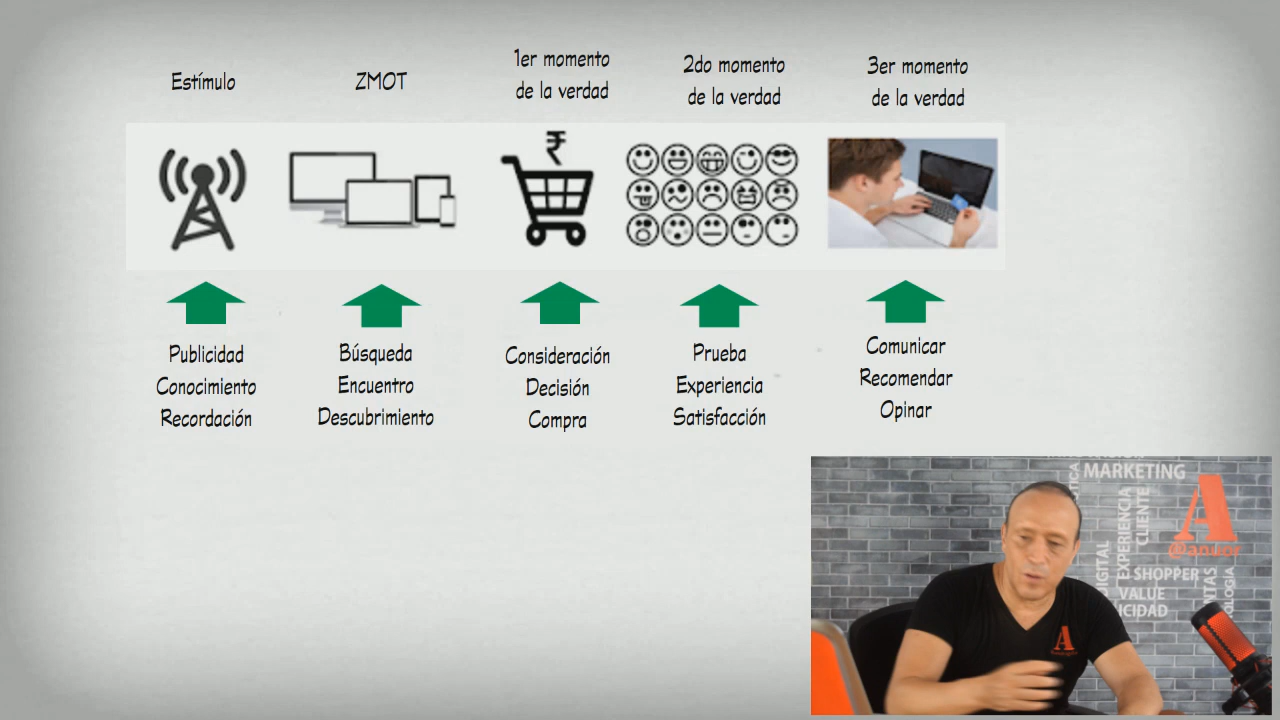 Estímulo
ZMOT
1er momento
de la verdad
2do momento
de la verdad
3er momento
de la verdad
₹
Publicidad
Conocimiento
Recordación
Búsqueda
Encuentro
Descubrimiento
Consideración
Decisión
Compra
Prueba
Experiencia
Satisfacción
Comunicar
Recomendar
Opinar
MARKETING
EXPERIENCIA
CLIENTE
DIGITAL
SHOPPER
VALUE
A
A